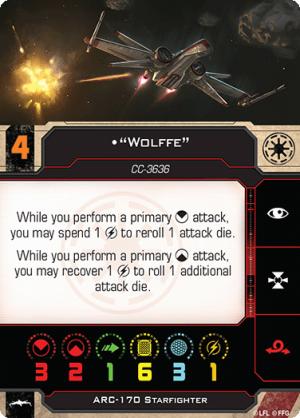 •"Wolffe"
4
CC-3636
While you perform a primary attack,
you may spend 1 to reroll 1 attack die.
While you perform a primary attack,
you may recover 1 to roll 1 additional
attack die.
3 2 1 6 3 1
ARC-170 Starfighter
©LFL ©FFG